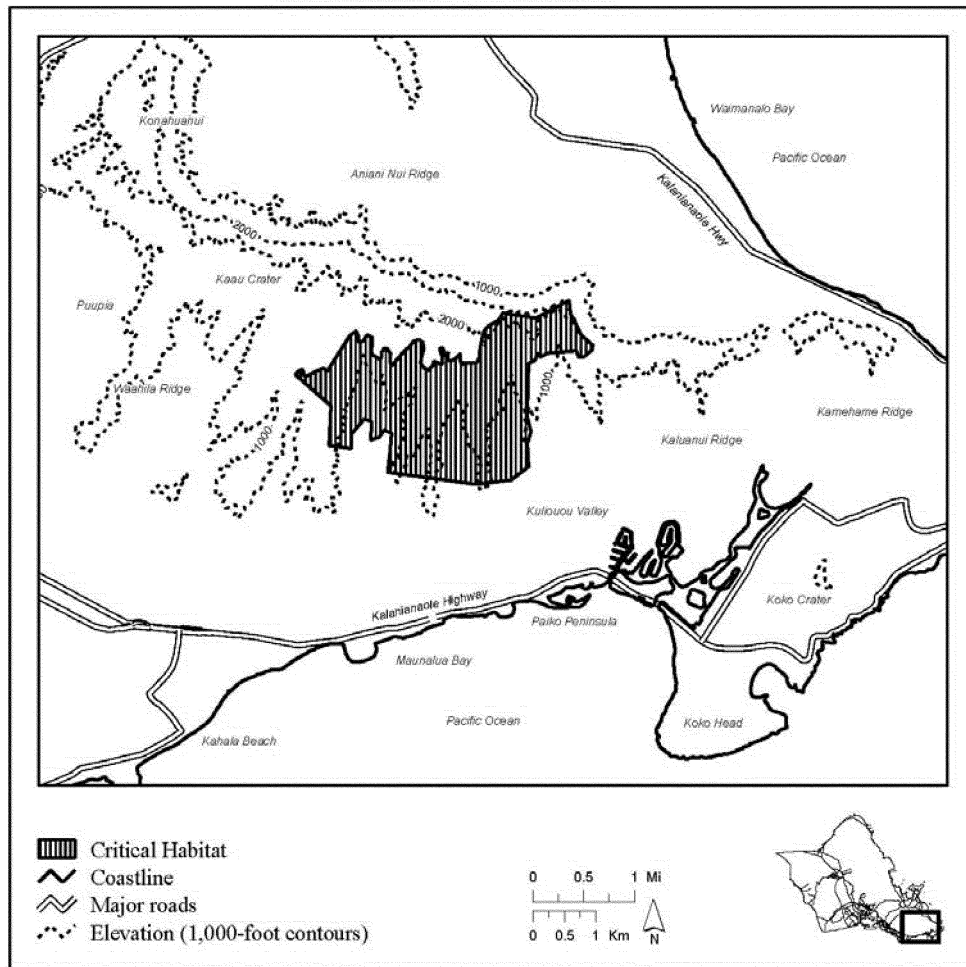 Waimanalo Bay
Konahuanui
Pacific Ocean
Aniani Nui Ridge
Kalanianaole Hwy
2000
Kaau Crater
1000
Puupia
2000
Waahila Ridge
1000
Kamehame Ridge
1000
Kaluanui Ridge
Kuliouou Valley
Kalanianaole Highway
Koko Crater
Paiko Peninsula
Maunalua Bay
Pacific Ocean
Koko Head
Kahala Beach
Critical Habitat
Coastline
Major roads
Elevation (1,000-foot contours)
0 0.5 1 Mi
0 0.5 1 Km
N